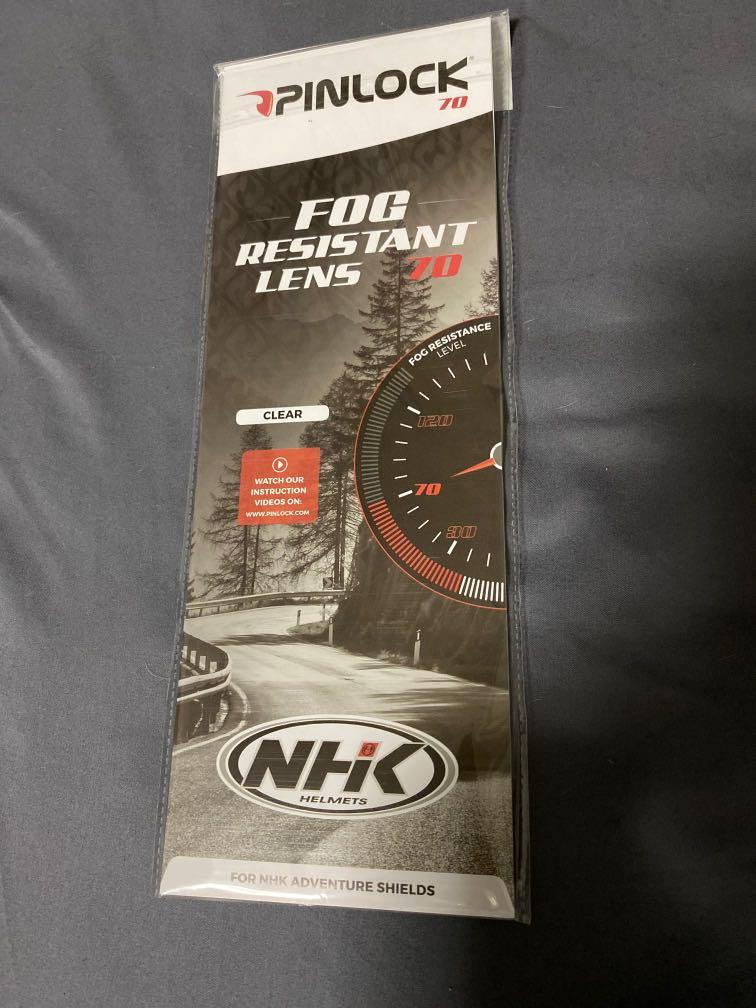 PINLOCK
70
FOG
RESISTANT
LENS 70
FOG RESISTANCE
LEVEL
120
70
30
CLEAR
WATCH OUR
INSTRUCTION
VIDEOS ON:
WWW.PINLOCK.COM
NHK
HELMETS
FOR NHK ADVENTURE SHIELDS